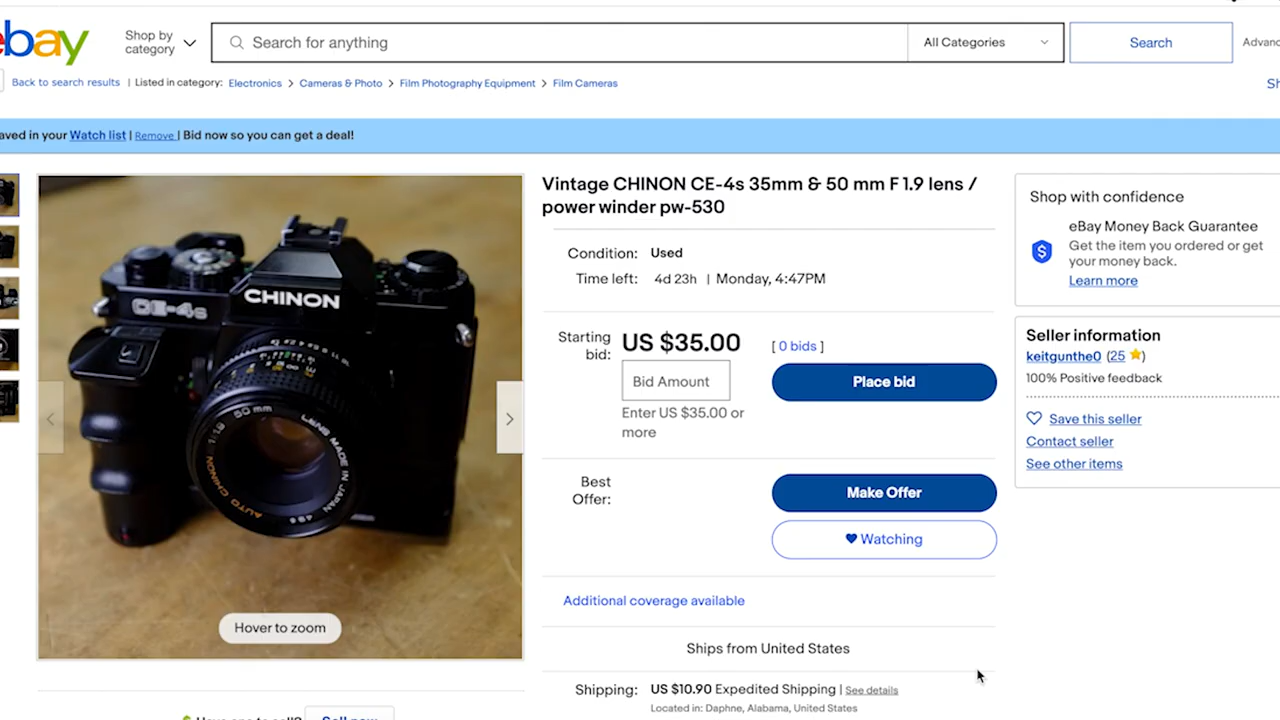 ebay
Shop by
category
Search for anything
All Categories
Search
Back to search results | Listed in category: Electronics > Cameras & Photo > Film Photography Equipment > Film Cameras
in your Watch list | Remove | Bid now so you can get a deal!
Vintage CHINON CE-4s 35mm & 50 mm F 1.9 lens /
power winder pw-530
Condition: Used
Time left: 4d 23h | Monday, 4:47PM
Starting
bid:
US $35.00
[ 0 bids ]
Bid Amount
Place bid
Enter US $35.00 or
more
Best
Offer:
Make Offer
Watching
Additional coverage available
Ships from United States
Shipping: US $10.90 Expedited Shipping | See details
Located in: Daphne, Alabama, United States
Shop with confidence
eBay Money Back Guarantee
Get the item you ordered or get
your money back.
Learn more
Seller information
keitgunthe0 (25)
100% Positive feedback
Save this seller
Contact seller
See other items
CHINON
CE-4s
50 mm
LENS MADE IN JAPAN
1:1.9
AUTO CHINON
Hover to zoom